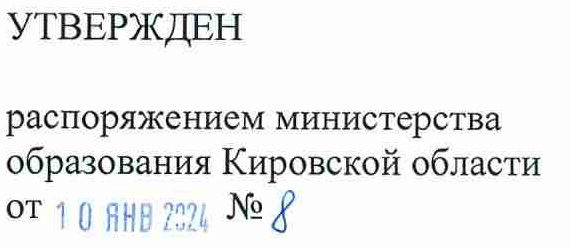 УТВЕРЖДЕН
распоряжением министерства
образования Кировской области
от 10 ЯНВ 2024 № 8